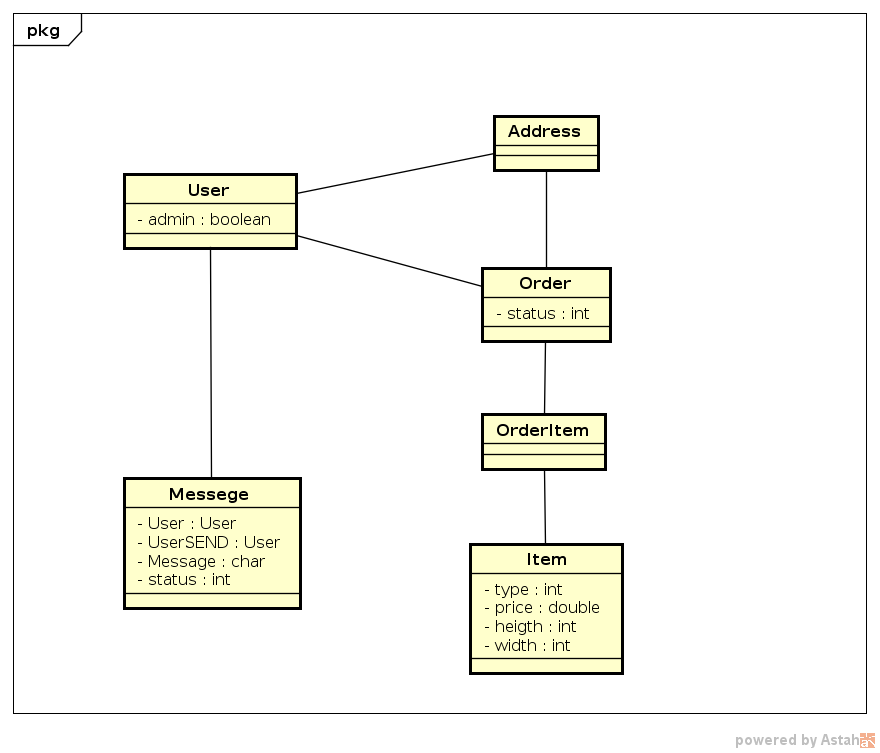 pkg
Address
User
- admin : boolean
Order
- status : int
OrderItem
Messege
- User : User
- UserSEND : User
- Message : char
- status : int
Item
- type : int
- price : double
- heigth : int
- width : int
powered by Astah